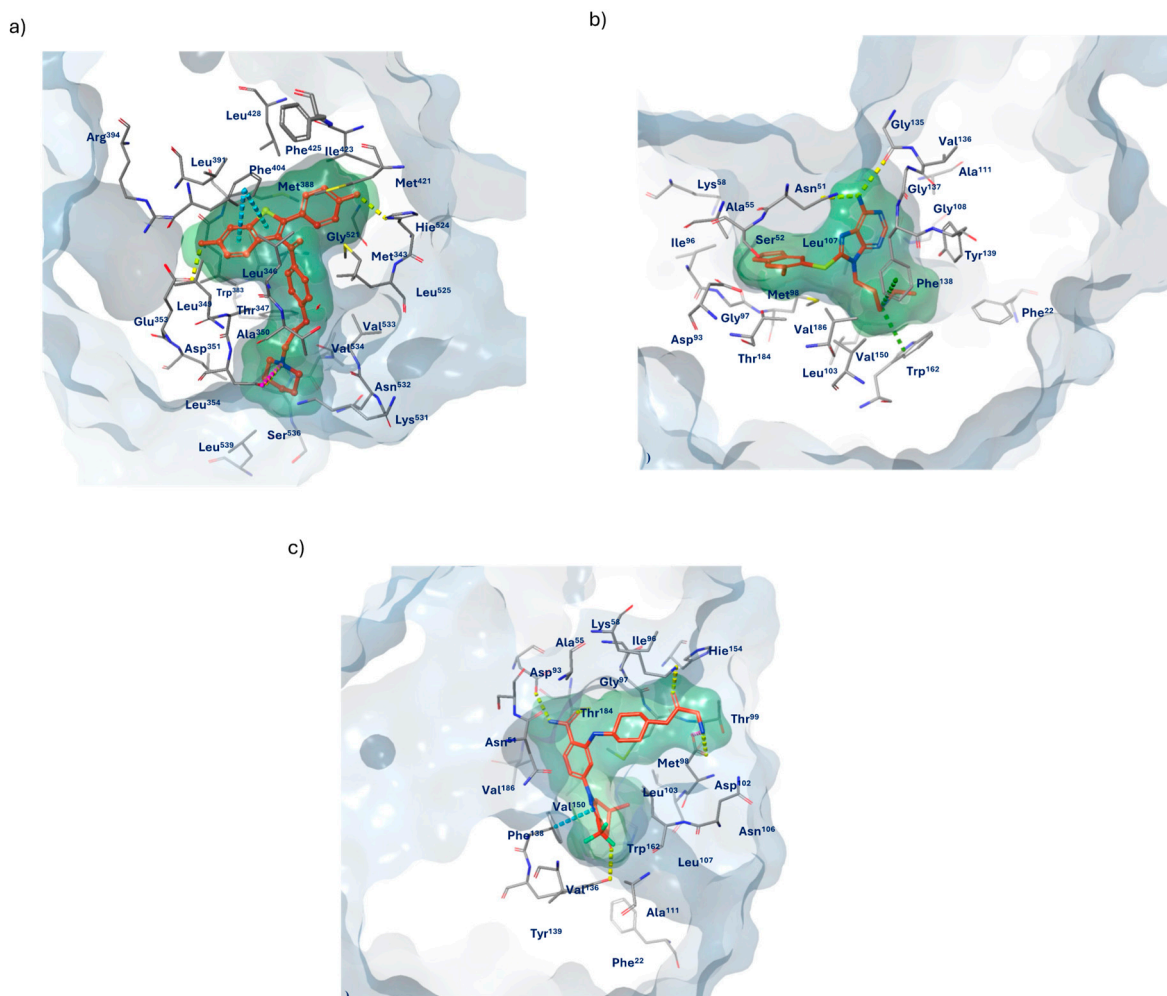 a)
Leu428
Arg394
Phe425
Ile423
Leu391
Phe404
Met388
Met421
Gly521
Hie524
Met343
Leu346
Leu525
Trp383
Leu349
Thr347
Glu353
Ala350
Val533
Asp351
Val534
Asn532
Leu354
Lys531
Ser536
Leu539
b)
Gly135
Val136
Ala111
Lys58
Asn51
Gly137
Ala55
Gly108
Ser52
Leu107
Ile96
Tyr139
Phe138
Met98
Gly97
Val186
Phe22
Asp93
Thr184
Val150
Leu103
Trp162
)
c)
Lys58
Ala55
Ile96
Hie154
Asp93
Gly97
Thr184
Thr99
Asn51
Met98
Val186
Leu103
Asp102
Val150
Phe138
Asn106
Trp162
Leu107
Val136
Ala111
Tyr139
Phe22
)